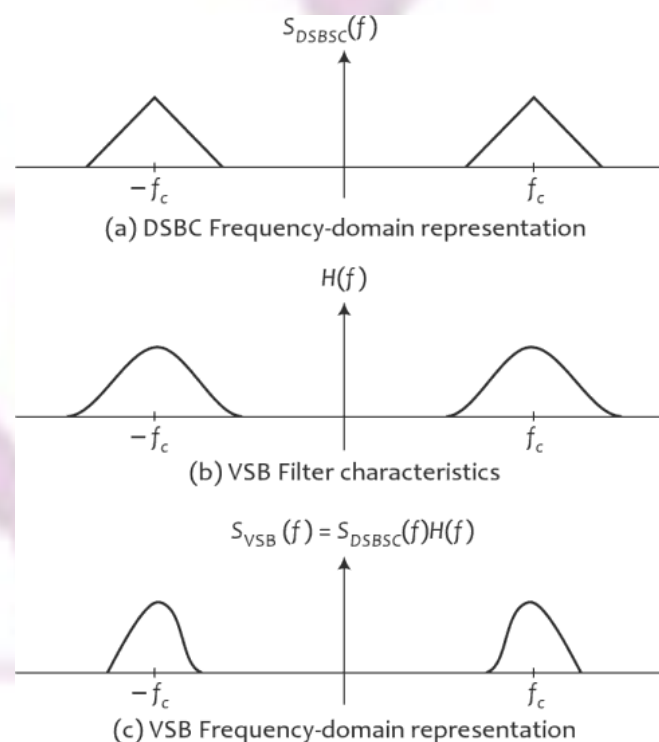 S_DSBSC(f)
−f_c f_c
(a) DSBC Frequency-domain representation
H(f)
−f_c f_c
(b) VSB Filter characteristics
S_VSB (f) = S_DSBSC(f)H(f)
−f_c f_c
(c) VSB Frequency-domain representation